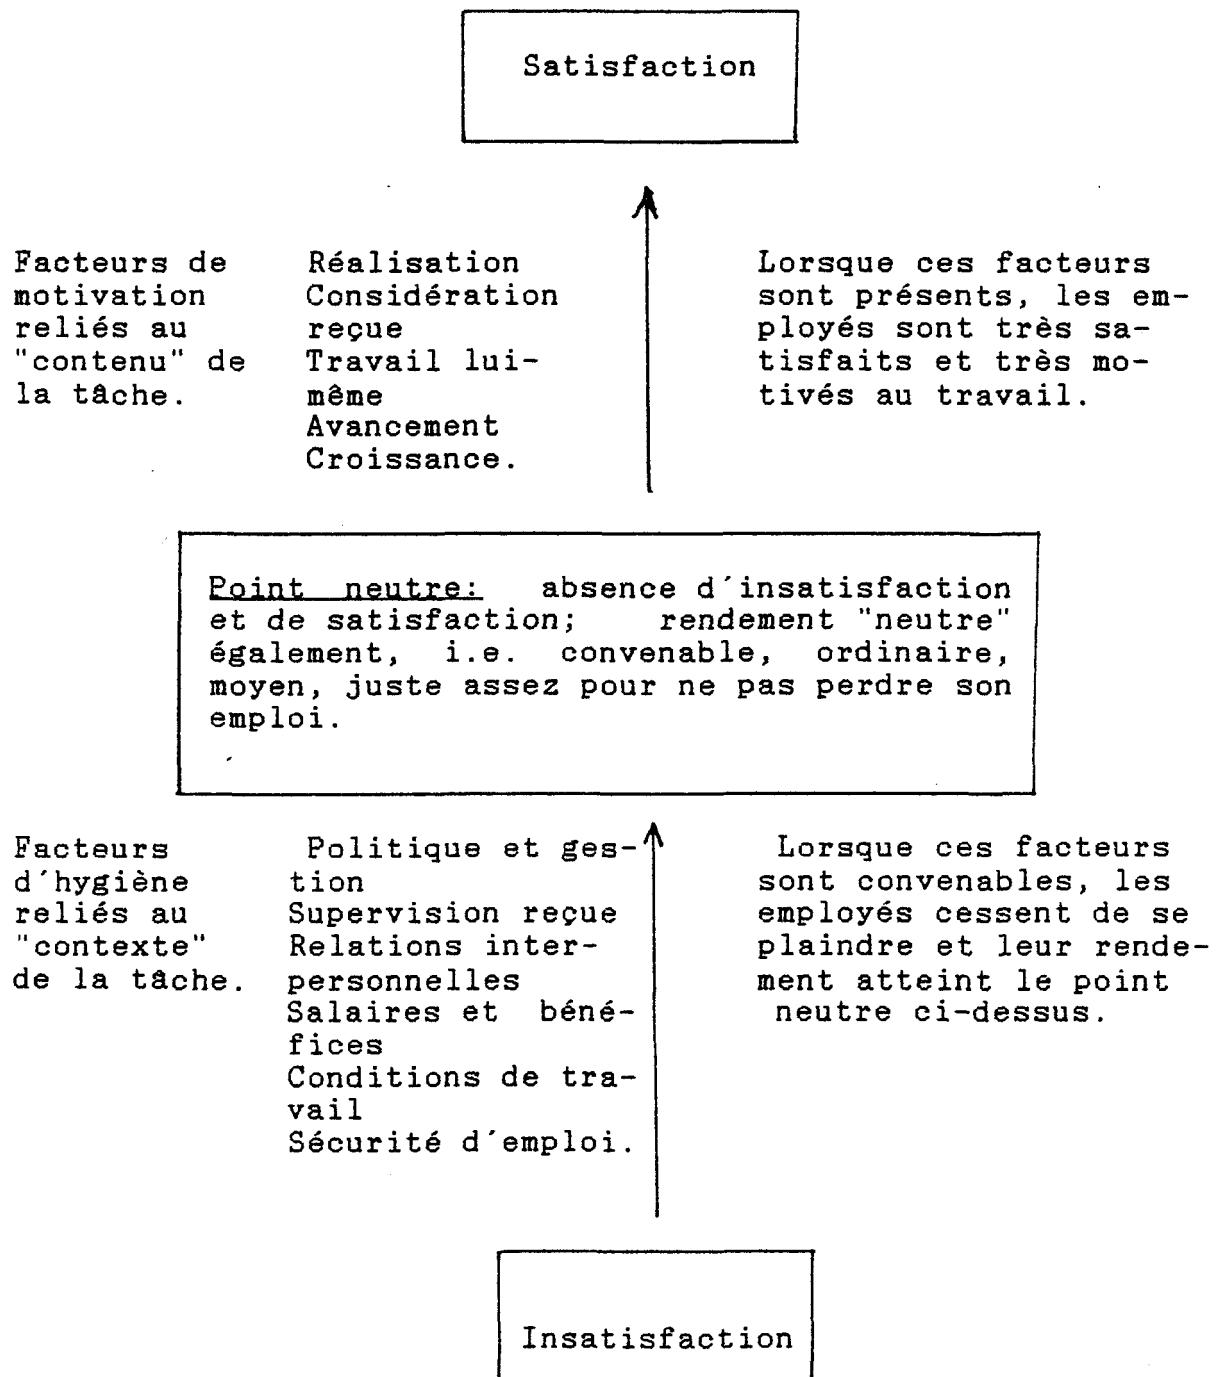 Satisfaction
Facteurs de
motivation
reliés au
"contenu" de
la tâche.
Réalisation
Considération
reçue
Travail lui-
même
Avancement
Croissance.
Lorsque ces facteurs
sont présents, les em-
ployés sont très sa-
tisfaits et très mo-
tivés au travail.
Point neutre: absence d´insatisfaction
et de satisfaction; rendement "neutre"
également, i.e. convenable, ordinaire,
moyen, juste assez pour ne pas perdre son
emploi.
Facteurs
d´hygiène
reliés au
"contexte"
de la tâche.
Politique et ges-
tion
Supervision reçue
Relations inter-
personnelles
Salaires et béné-
fices
Conditions de tra-
vail
Sécurité d´emploi.
Lorsque ces facteurs
sont convenables, les
employés cessent de se
plaindre et leur rende-
ment atteint le point
neutre ci-dessus.
Insatisfaction